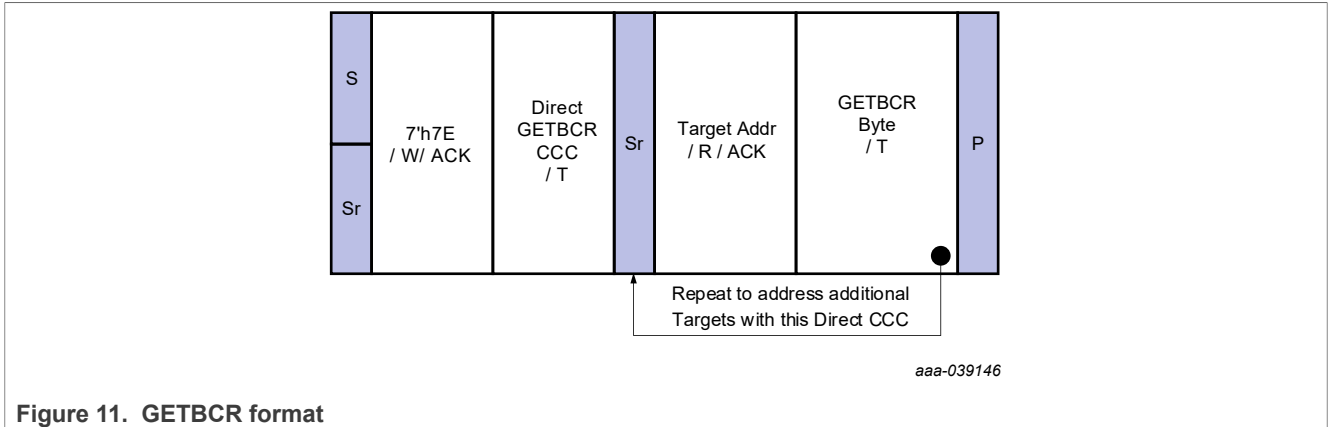 S
Sr
7'h7E
/ W/ ACK
Direct
GETBCR
CCC
/ T
Sr
Target Addr
/ R / ACK
GETBCR
Byte
/ T
P
Repeat to address additional
Targets with this Direct CCC
aaa-039146
Figure 11. GETBCR format